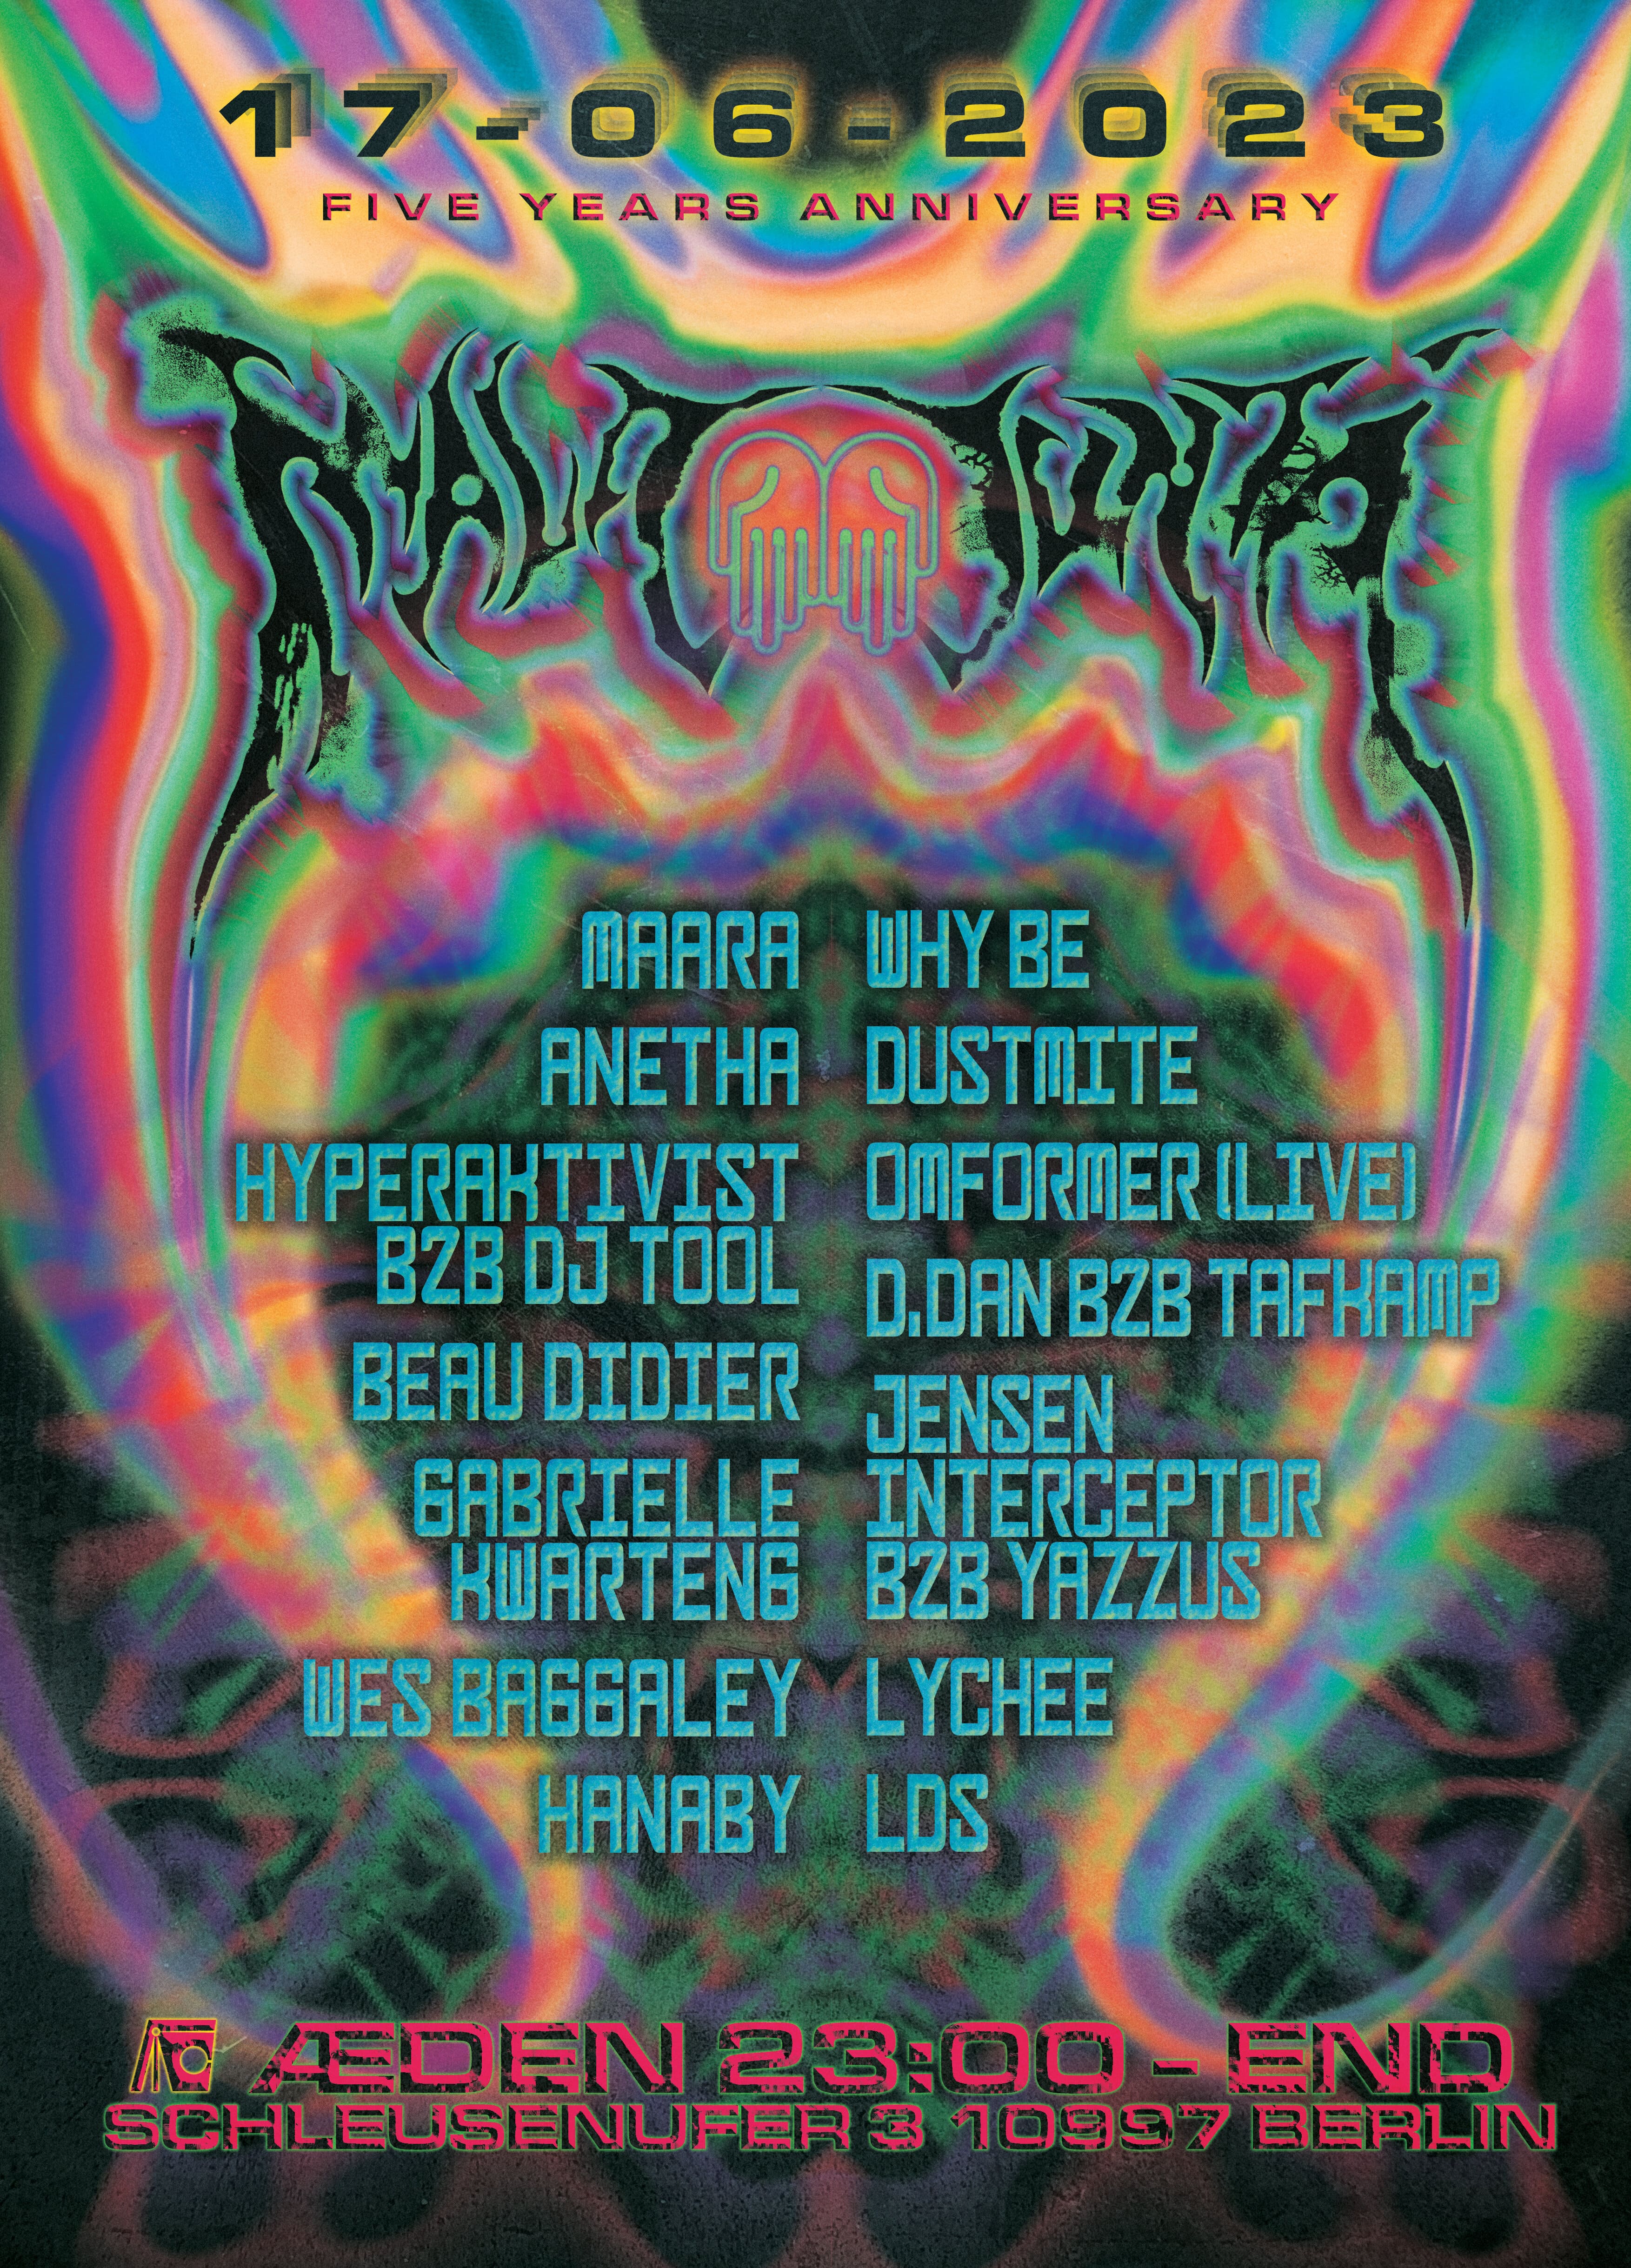 17-06-2023
FIVE YEARS ANNIVERSARY
MAARA
ANETHA
HYPERAKTIVIST
B2B DJ TOOL
BEAU DIDIER
GABRIELLE
KWARTENG
WES BAGGALEY
HANABY
WHY BE
DUSTMITE
OMFORMER (LIVE)
D.DAN B2B TAFKAMP
JENSEN
INTERCEPTOR
B2B YAZZUS
LYCHEE
LDS
ÆDEN 23:00 - END
SCHLEUSENUFER 3 10997 BERLIN